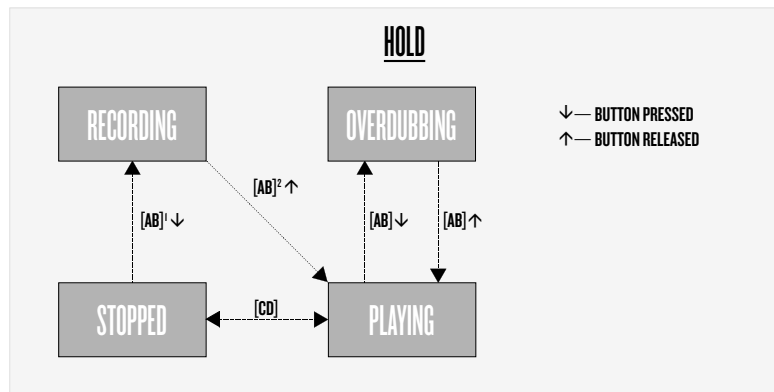 HOLD
RECORDING
OVERDUBBING
↓— BUTTON PRESSED
↑— BUTTON RELEASED
[AB]² ↑
[AB]¹ ↓
[AB] ↓
[AB] ↑
STOPPED
[CD]
PLAYING